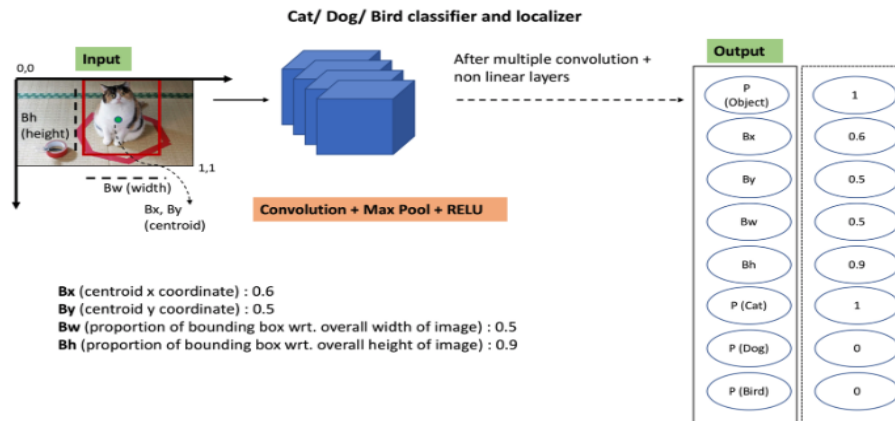 Cat/ Dog/ Bird classifier and localizer
Input
0,0
Bh
(height)
1,1
Bw (width)
Bx, By
(centroid)
Convolution + Max Pool + RELU
After multiple convolution +
non linear layers
Output
P
(Object)
1
Bx
0.6
By
0.5
Bw
0.5
Bh
0.9
P (Cat)
1
P (Dog)
0
P (Bird)
0
Bx (centroid x coordinate) : 0.6
By (centroid y coordinate) : 0.5
Bw (proportion of bounding box wrt. overall width of image) : 0.5
Bh (proportion of bounding box wrt. overall height of image) : 0.9